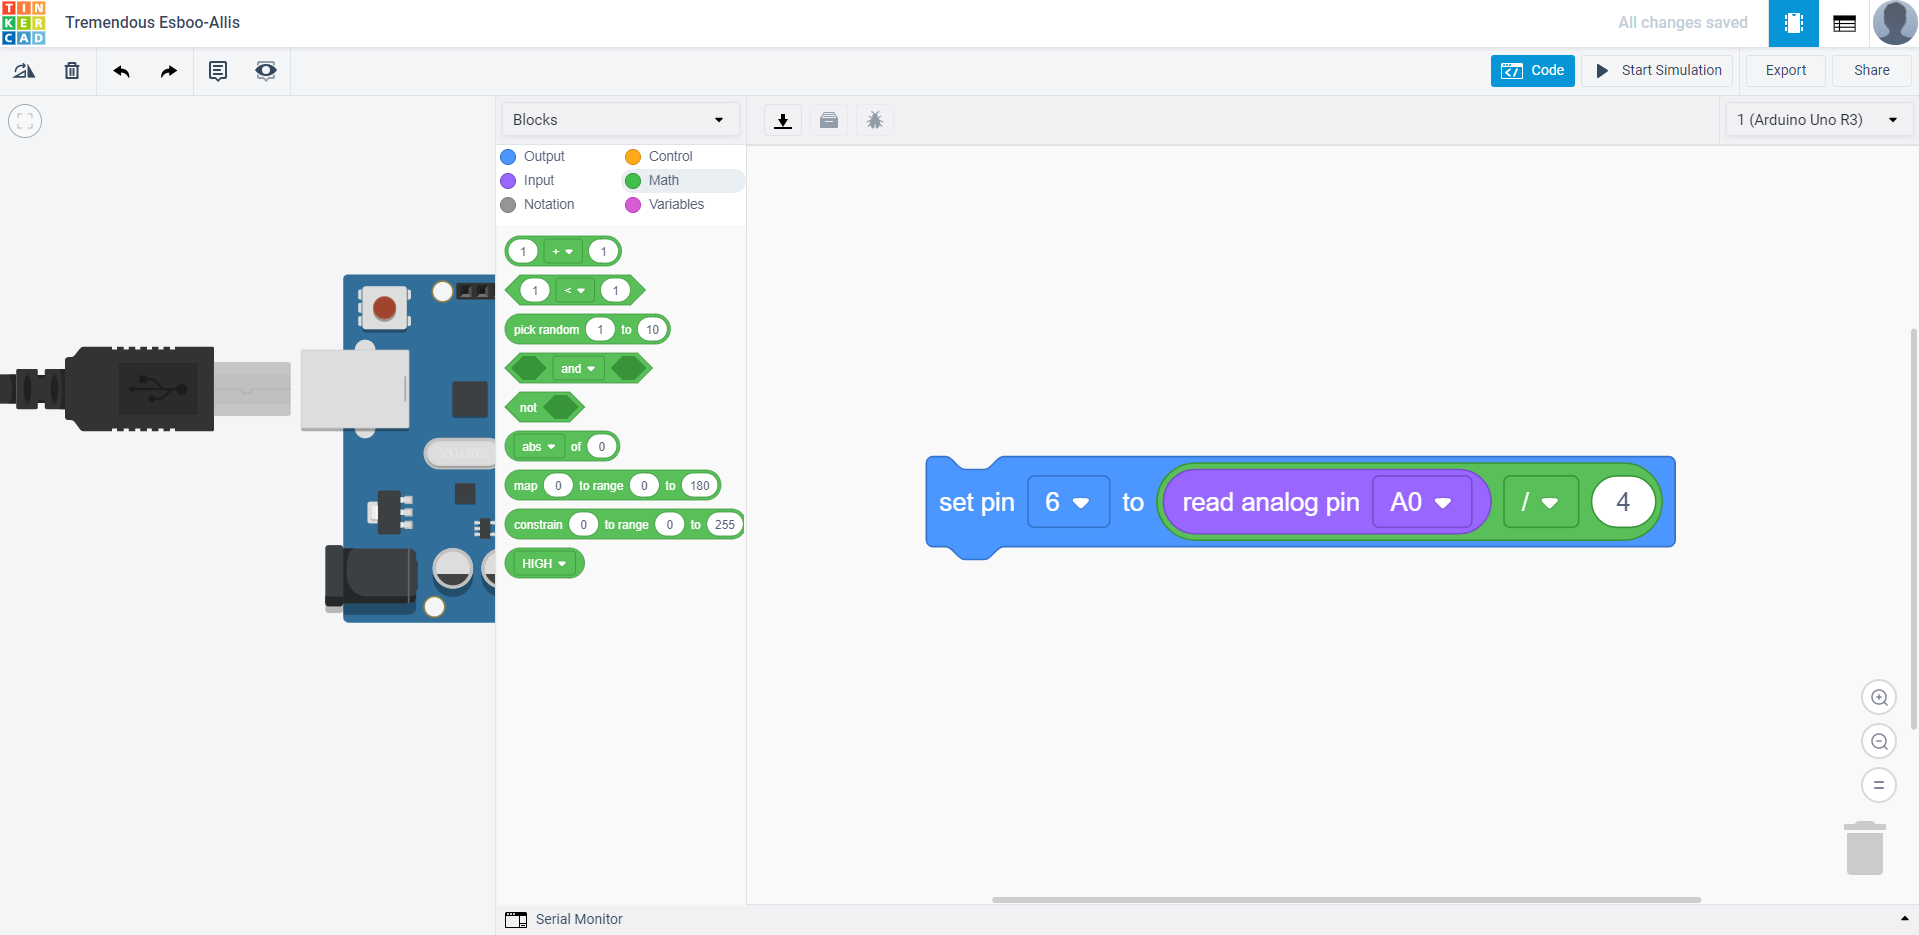 TIN
KER
CAD
Tremendous Esboo-Allis
All changes saved
Code
Start Simulation
Export
Share
Blocks
1 (Arduino Uno R3)
Output
Control
Input
Math
Notation
Variables
1 + 1
1 < 1
pick random 1 to 10
and
not
abs of 0
map 0 to range 0 to 180
constrain 0 to range 0 to 255
HIGH
set pin 6 to read analog pin A0 / 4
Serial Monitor